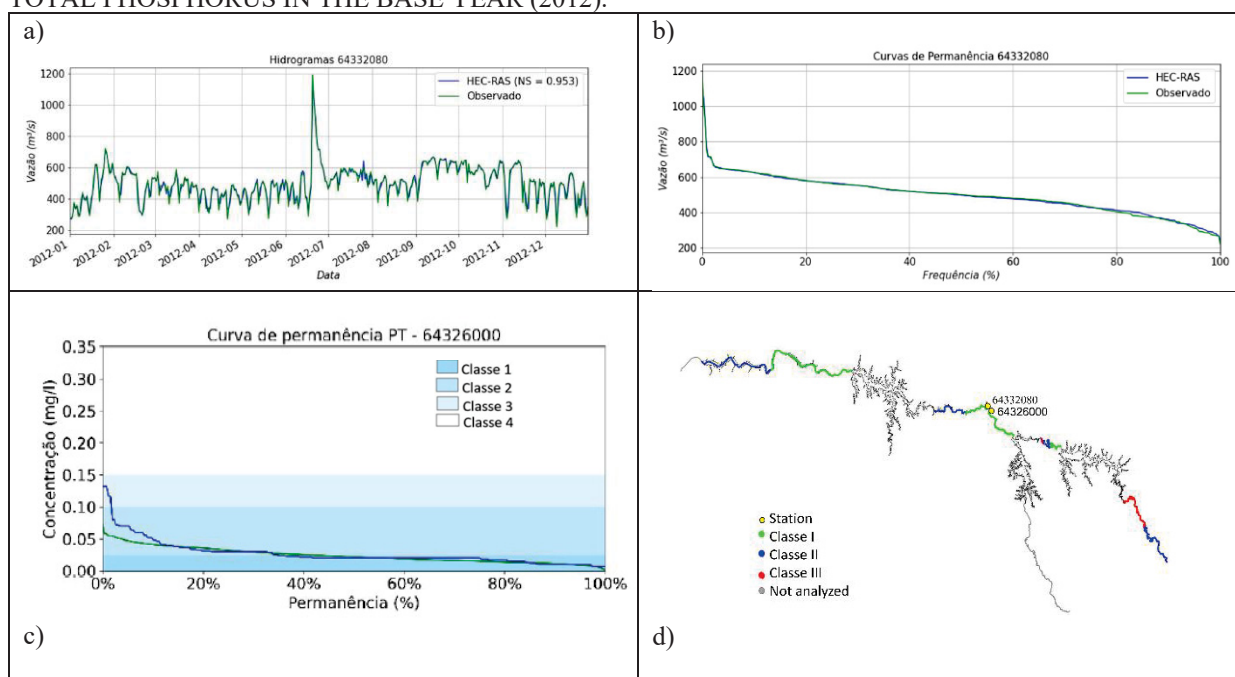 TOTAL PHOSPHORUS IN THE BASE YEAR (2012).
a)
Hidrogramas 64332080
HEC-RAS (NS = 0.953)
Observado
Vazão (m³/s)
1200
1000
800
600
400
200
2012-01
2012-02
2012-03
2012-04
2012-05
2012-06
2012-07
2012-08
2012-09
2012-10
2012-11
2012-12
Data
b)
Curvas de Permanência 64332080
HEC-RAS
Observado
Vazão (m³/s)
1200
1000
800
600
400
200
0 20 40 60 80 100
Frequência (%)
Curva de permanência PT - 64326000
Classe 1
Classe 2
Classe 3
Classe 4
Concentração (mg/l)
0.35
0.30
0.25
0.20
0.15
0.10
0.05
0.00
0% 20% 40% 60% 80% 100%
Permanência (%)
c)
64332080
64326000
Station
Classe I
Classe II
Classe III
Not analyzed
d)